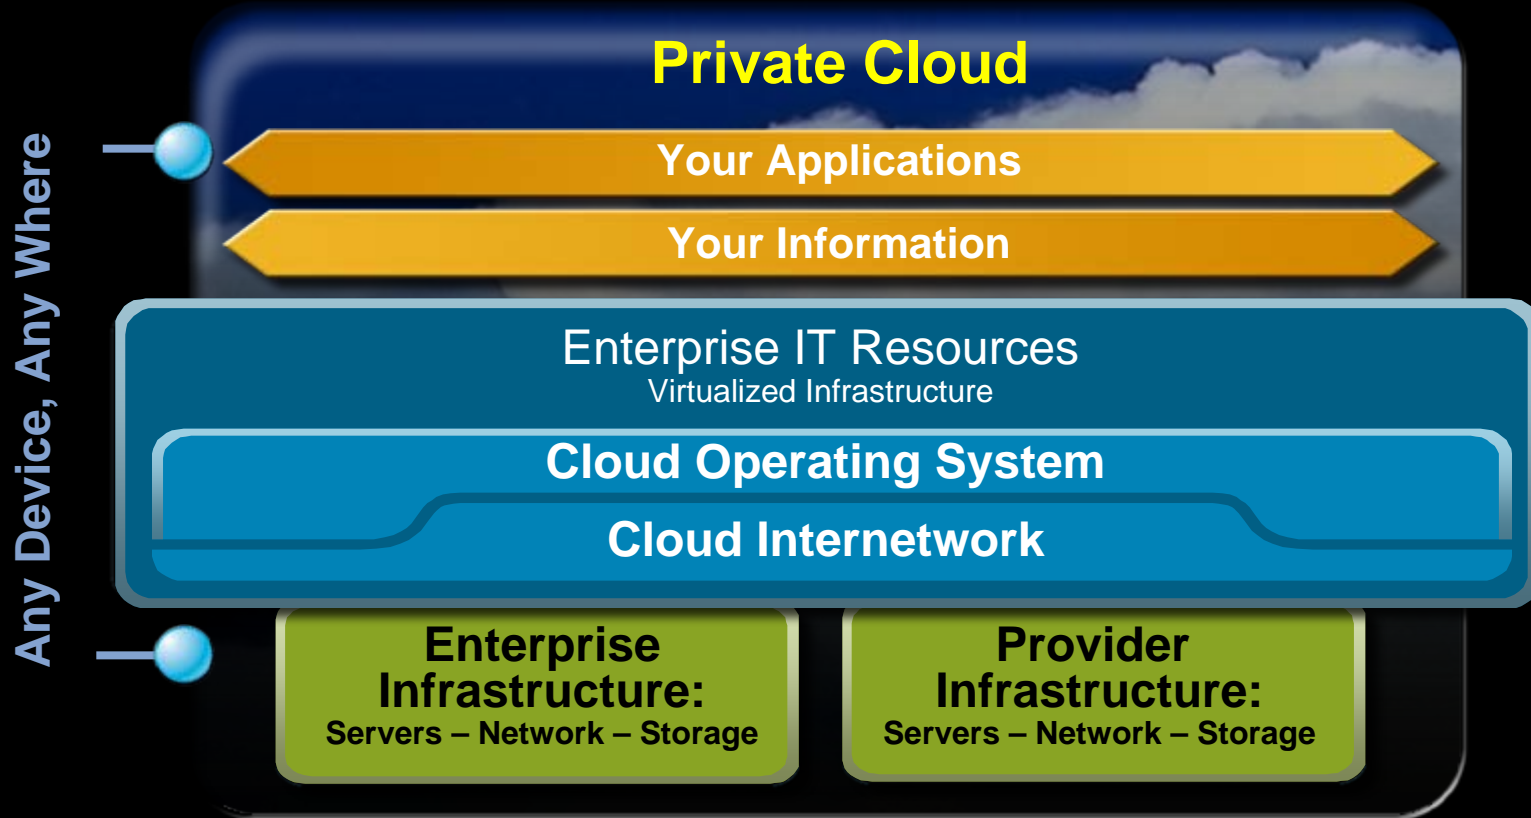 Private Cloud
Any Device, Any Where
Your Applications
Your Information
Enterprise IT Resources
Virtualized Infrastructure
Cloud Operating System
Cloud Internetwork
Enterprise
Infrastructure:
Servers – Network – Storage
Provider
Infrastructure:
Servers – Network – Storage